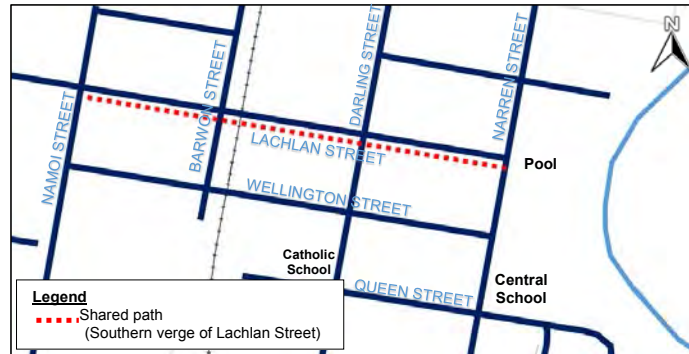 N
NAMOI STREET
BARWON STREET
DARLING STREET
NARREN STREET
LACHLAN STREET
Pool
WELLINGTON STREET
Catholic
School
QUEEN STREET
Central
School
Legend
Shared path
(Southern verge of Lachlan Street)